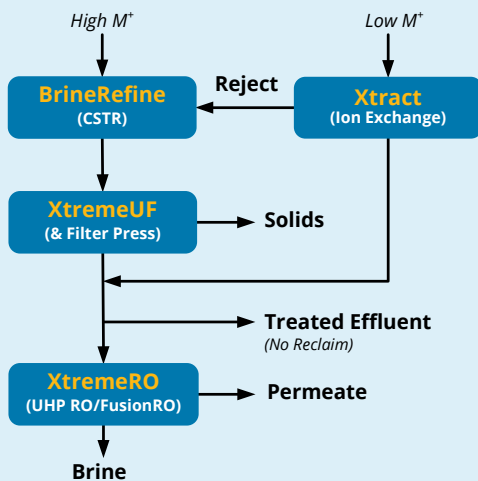 High M⁺
Low M⁺
BrineRefine
(CSTR)
Reject
Xtract
(Ion Exchange)
XtremeUF
(& Filter Press)
Solids
Treated Effluent
(No Reclaim)
XtremeRO
(UHP RO/FusionRO)
Permeate
Brine